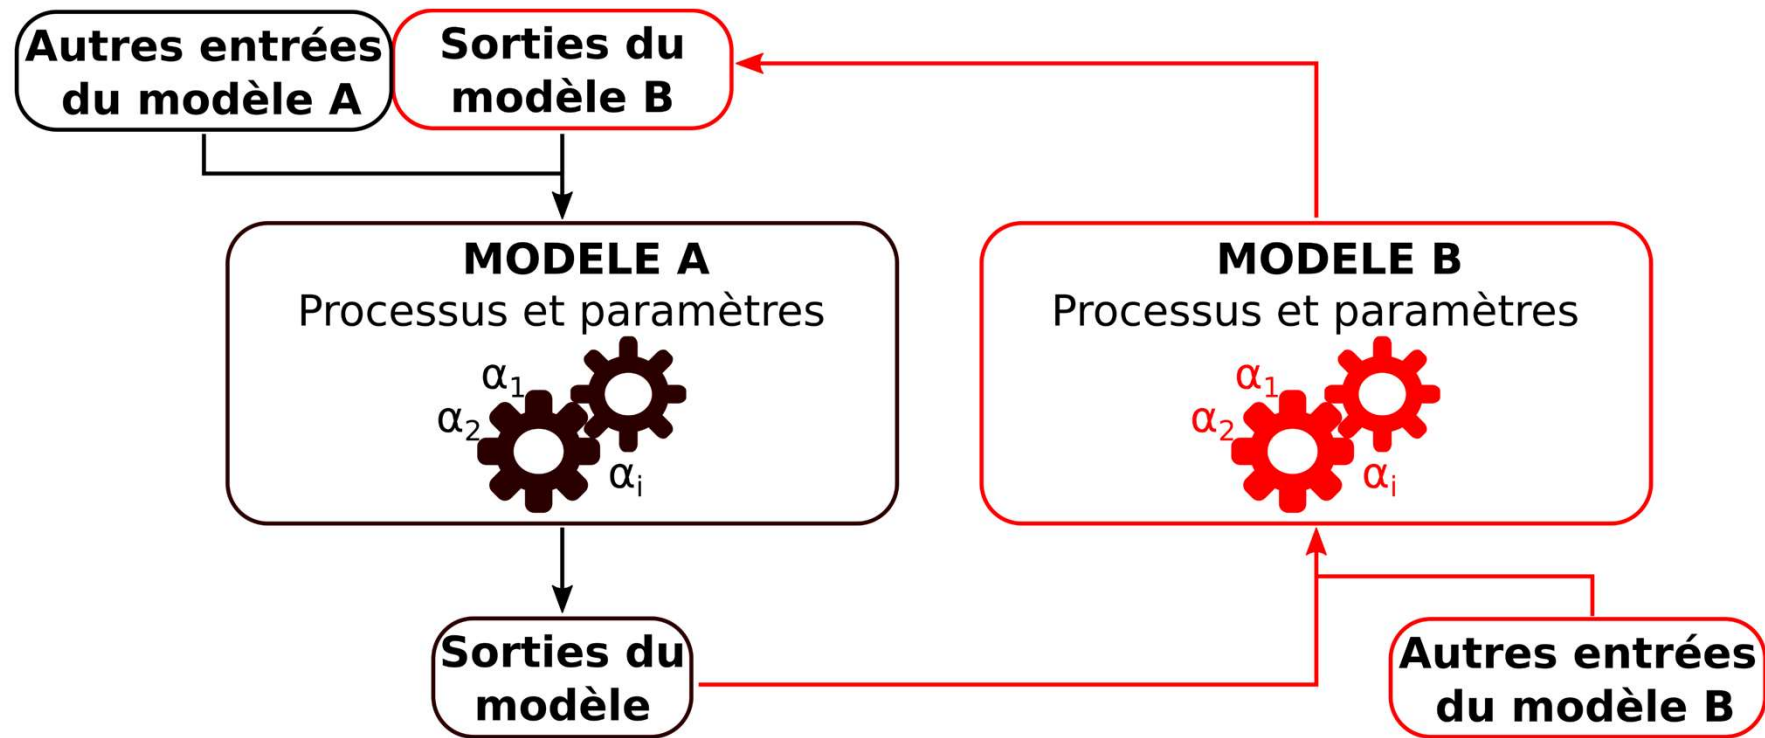 Autres entrées
du modèle A
Sorties du
modèle B
MODELE A
Processus et paramètres
α1
α2
αi
MODELE B
Processus et paramètres
α1
α2
αi
Sorties du
modèle
Autres entrées
du modèle B